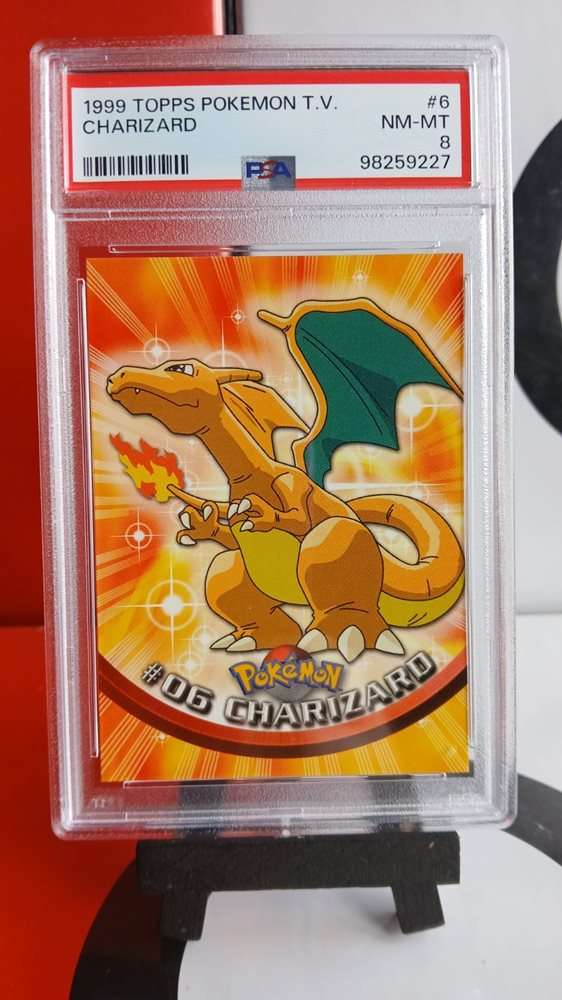 1999 TOPPS POKEMON T.V. #6
CHARIZARD NM-MT
8
PSA 98259227
POKéMON
#06 CHARIZARD